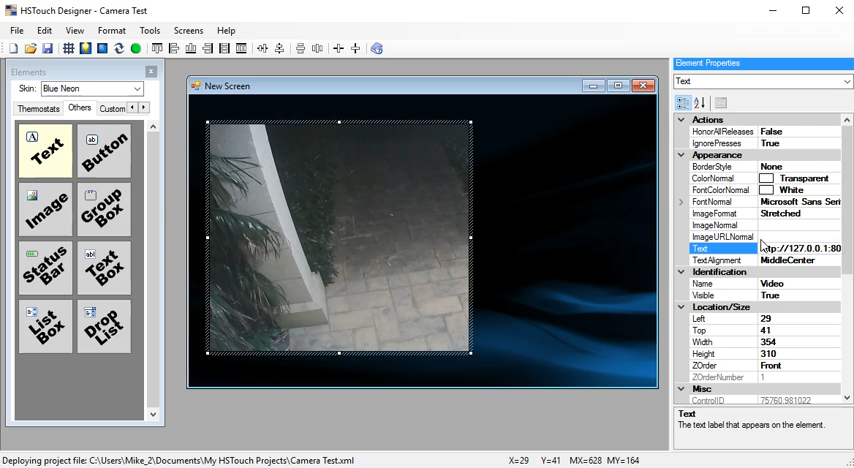 HSTouch Designer - Camera Test
File Edit View Format Tools Screens Help
Elements
Skin: Blue Neon
Thermostats Others Custom
A Text
ab Button
Image
Group Box
Status Bar
abl Text Box
List Box
Drop List
New Screen
Element Properties
Text
Actions
HonorAllReleases False
IgnorePresses True
Appearance
BorderStyle None
ColorNormal Transparent
FontColorNormal White
FontNormal Microsoft Sans Seri
ImageFormat Stretched
ImageNormal
ImageURLNormal
Text tp://127.0.0.1:80
TextAlignment MiddleCenter
Identification
Name Video
Visible True
Location/Size
Left 29
Top 41
Width 354
Height 310
ZOrder Front
ZOrderNumber 1
Misc
ControlID 75760.981022
Text
The text label that appears on the element.
Deploying project file: C:\Users\Mike_2\Documents\My HSTouch Projects\Camera Test.xml X=29 Y=41 MX=628 MY=164